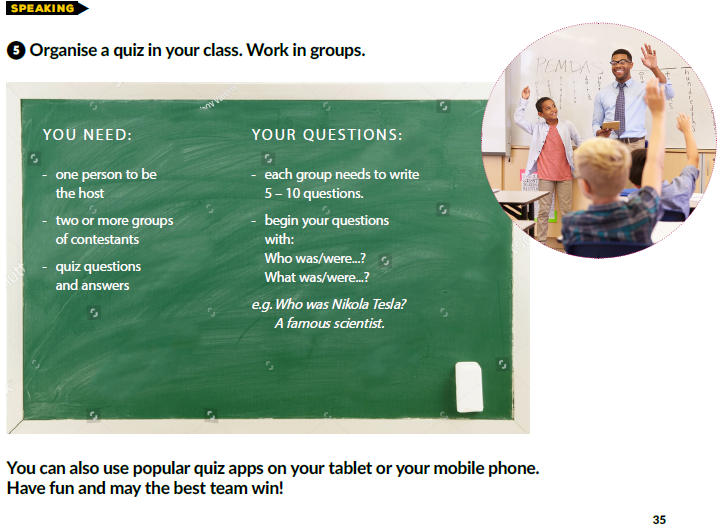 SPEAKING
5 Organise a quiz in your class. Work in groups.
YOU NEED:
- one person to be
the host
- two or more groups
of contestants
- quiz questions
and answers
YOUR QUESTIONS:
- each group needs to write
5 – 10 questions.
- begin your questions
with:
Who was/were...?
What was/were...?
e.g. Who was Nikola Tesla?
A famous scientist.
PEMDAS
You can also use popular quiz apps on your tablet or your mobile phone.
Have fun and may the best team win!
35